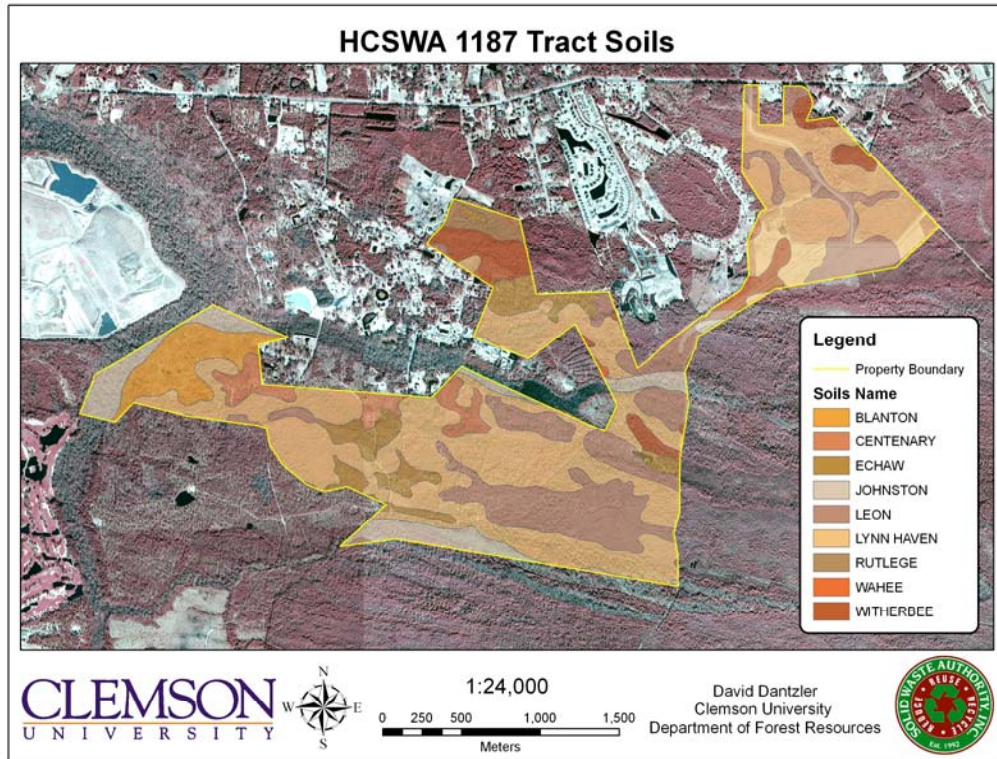 HCSWA 1187 Tract Soils
Legend
Property Boundary
Soils Name
BLANTON
CENTENARY
ECHAW
JOHNSTON
LEON
LYNN HAVEN
RUTLEGE
WAHEE
WITHERBEE
CLEMSON
UNIVERSITY
N
W E
S
1:24,000
0 250 500 1,000 1,500
Meters
David Dantzler
Clemson University
Department of Forest Resources
SOLID WASTE AUTHORITY, INC.
REDUCE REUSE RECYCLE
Est. 1992